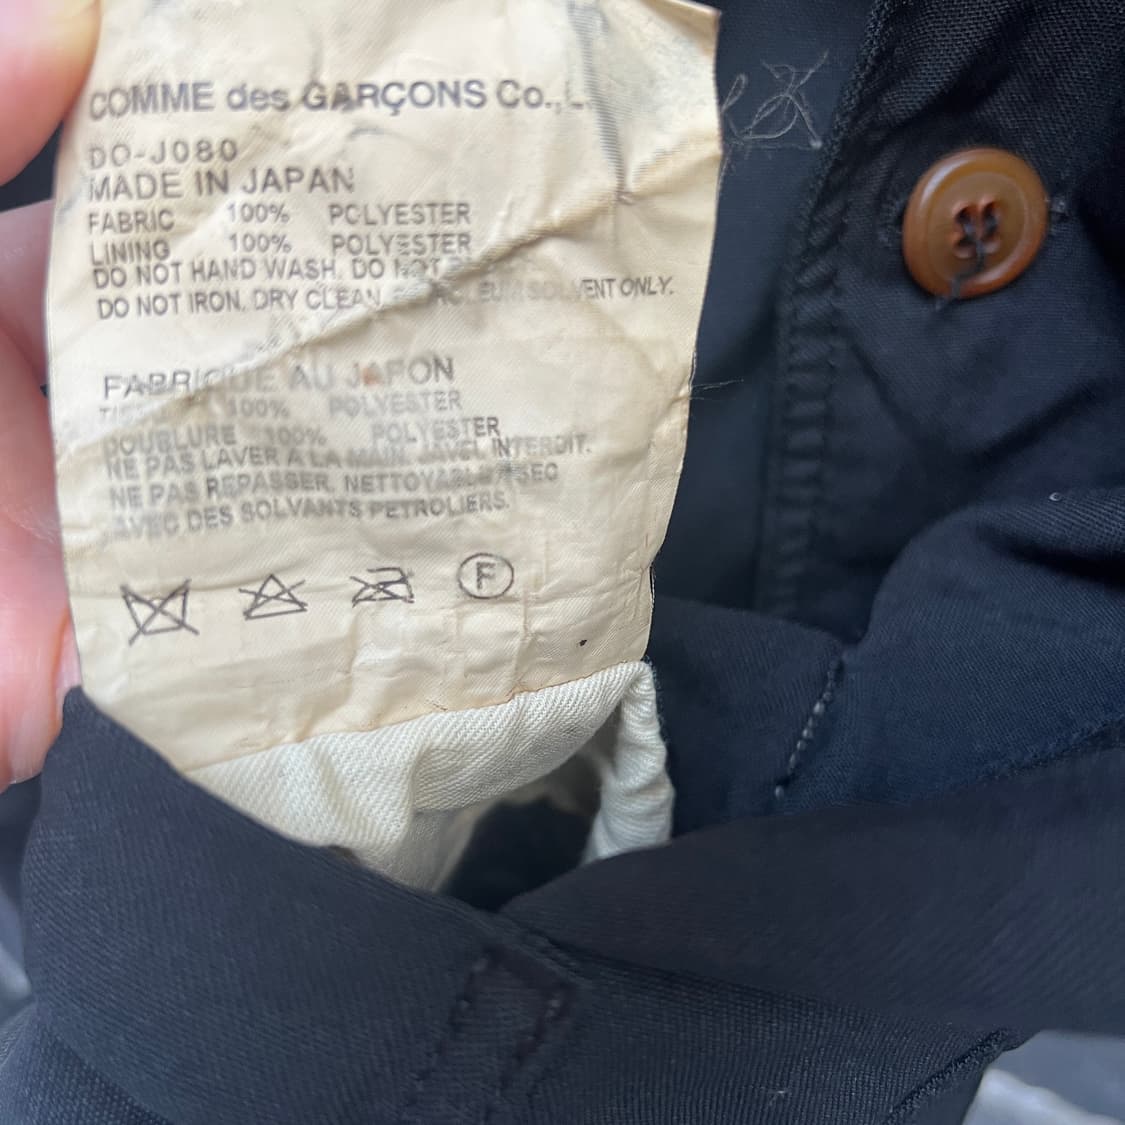 COMME des GARÇONS Co.,
DO-J080
MADE IN JAPAN
FABRIC 100% POLYESTER
LINING 100% POLYESTER
DO NOT HAND WASH. DO NOT
DO NOT IRON. DRY CLEAN, PETROLEUM SOLVENT ONLY.
FABRIQUE AU JAPON
100% POLYESTER
DOUBLURE 100% POLYESTER
NE PAS LAVER A LA MAIN, JAVEL INTERDIT.
NE PAS REPASSER, NETTOYABLE A SEC
AVEC DES SOLVANTS PETROLIERS.
F